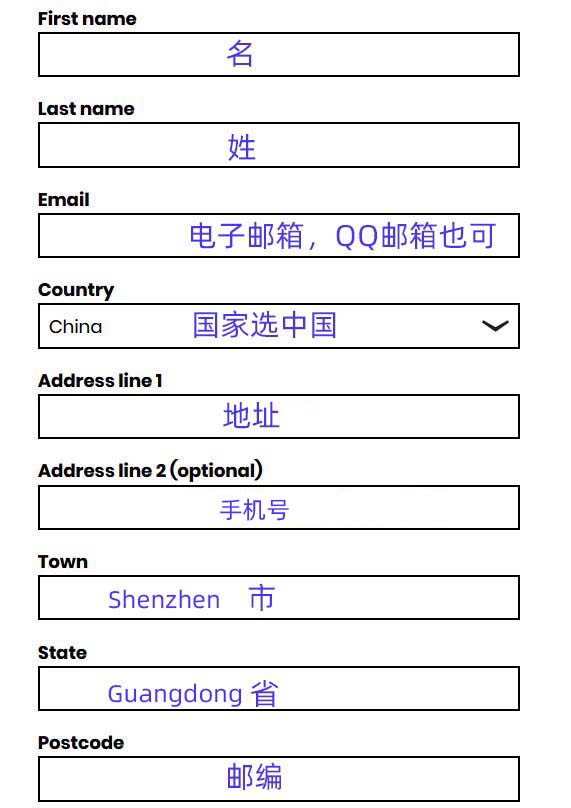 First name
名
Last name
姓
Email
电子邮箱，QQ邮箱也可
Country
China 国家选中国
Address line 1
地址
Address line 2 (optional)
手机号
Town
Shenzhen 市
State
Guangdong 省
Postcode
邮编